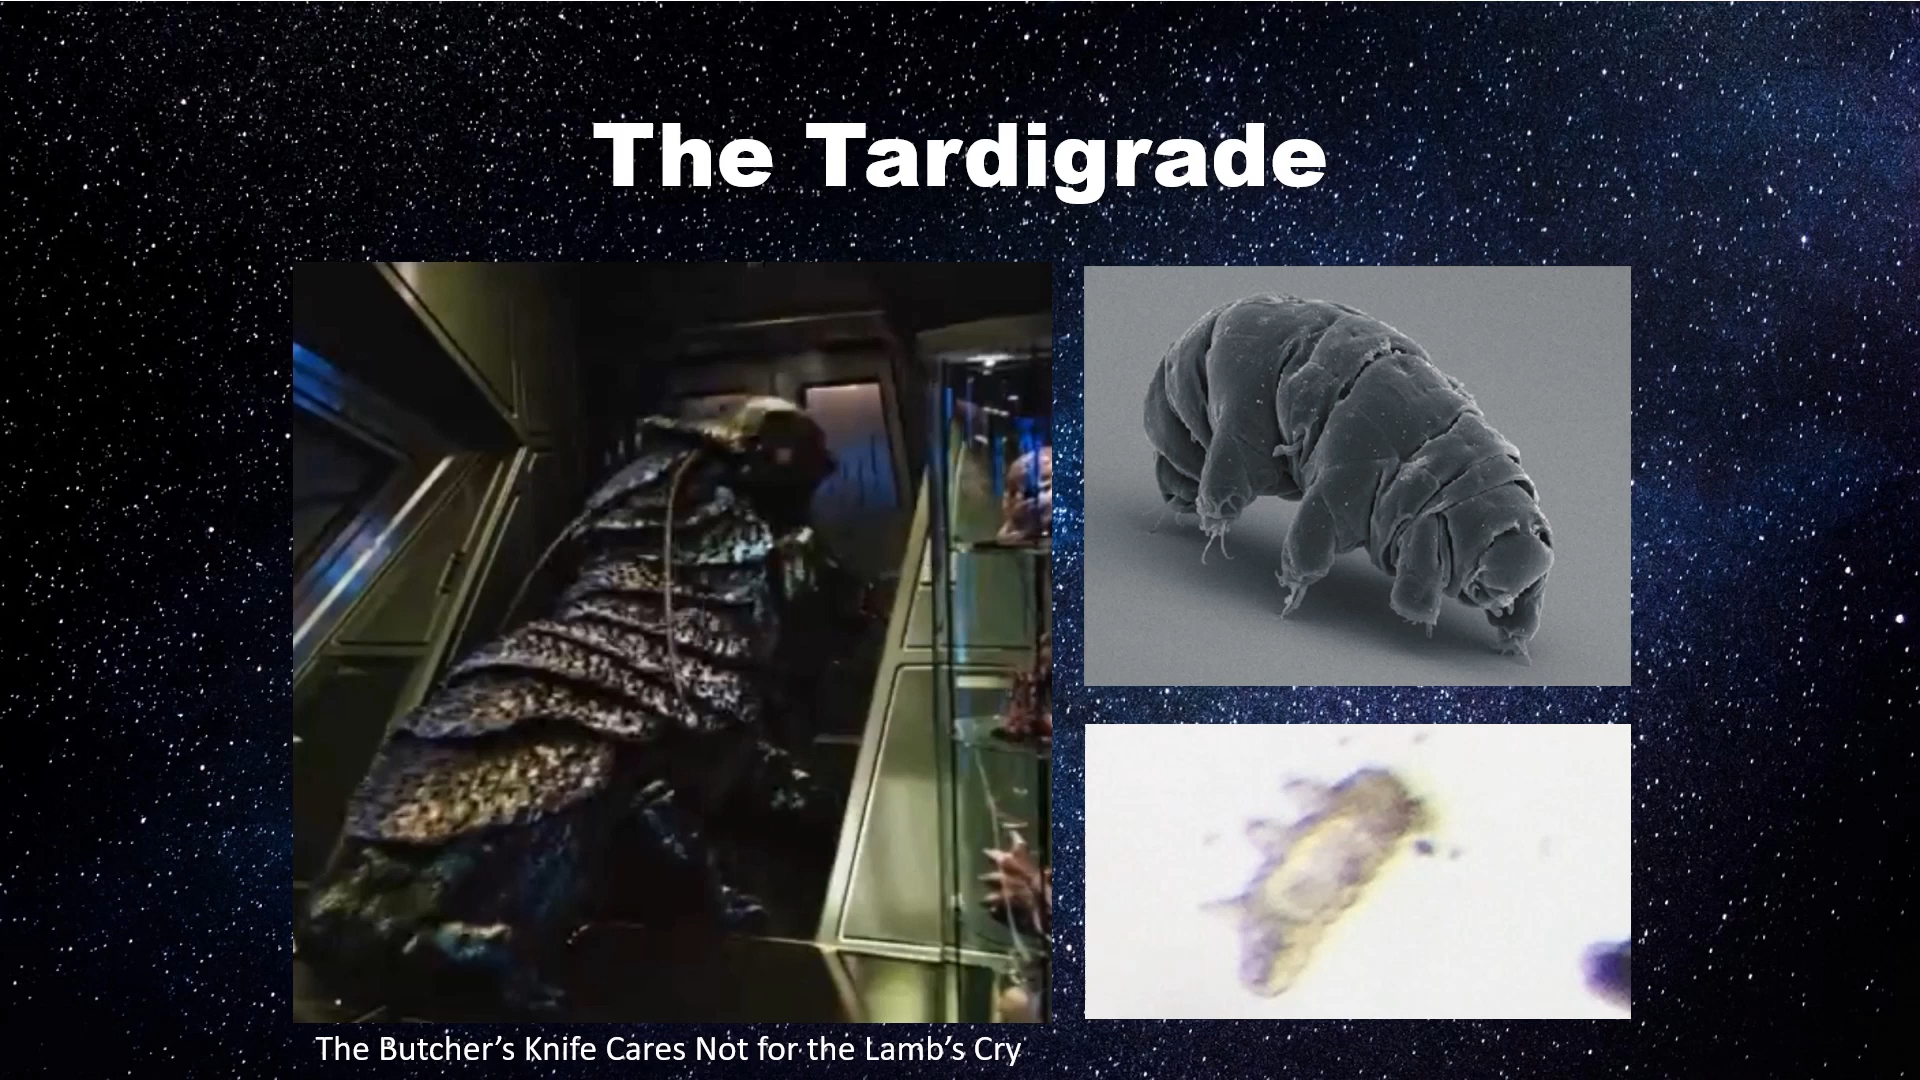 The Tardigrade
The Butcher’s Knife Cares Not for the Lamb’s Cry